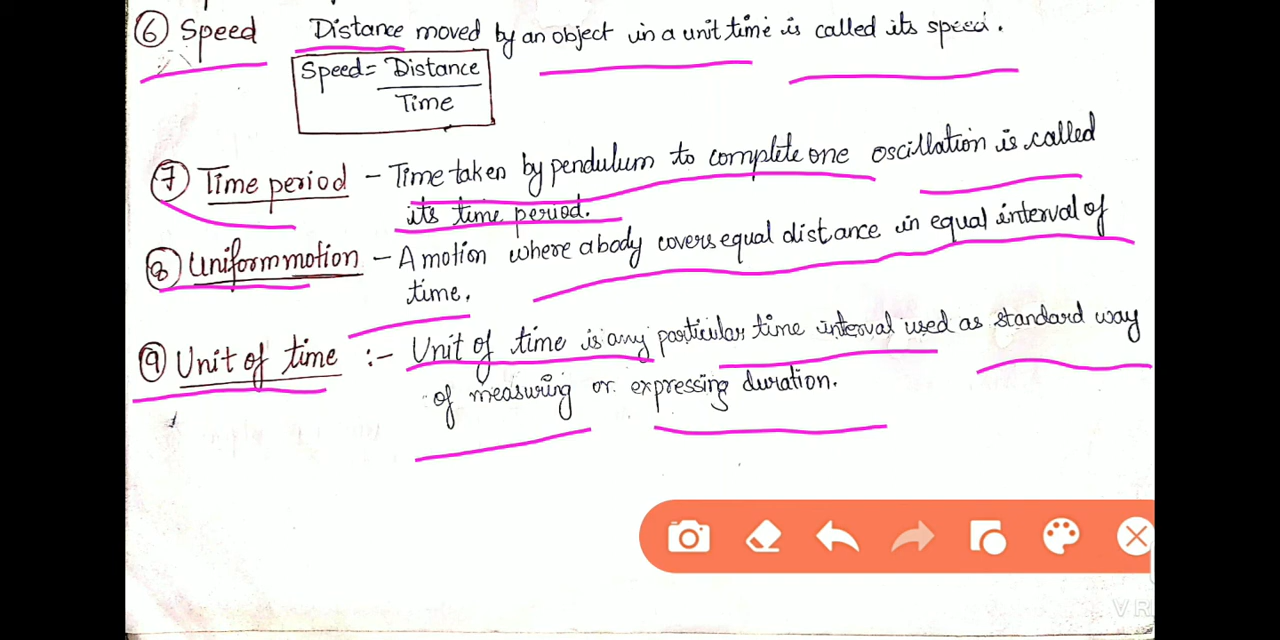 ⑥ Speed Distance moved by an object in a unit time is called its speed.
Speed = Distance
Time
⑦ Time period – Time taken by pendulum to complete one oscillation is called
its time period.
⑧ Uniform motion – A motion where a body covers equal distance in equal interval of
time.
⑨ Unit of time :- Unit of time is any particular time interval used as standard way
of measuring or expressing duration.
VR